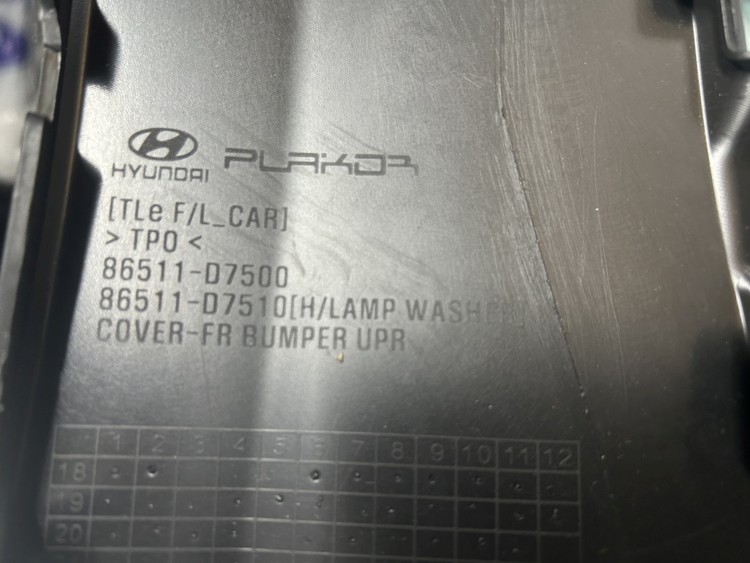 HYUNDAI PLAKOR
[TLe F/L_CAR]
> TPO <
86511-D7500
86511-D7510[H/LAMP WASHER]
COVER-FR BUMPER UPR
1 2 3 4 5 6 7 8 9 10 11 12
18
19
20